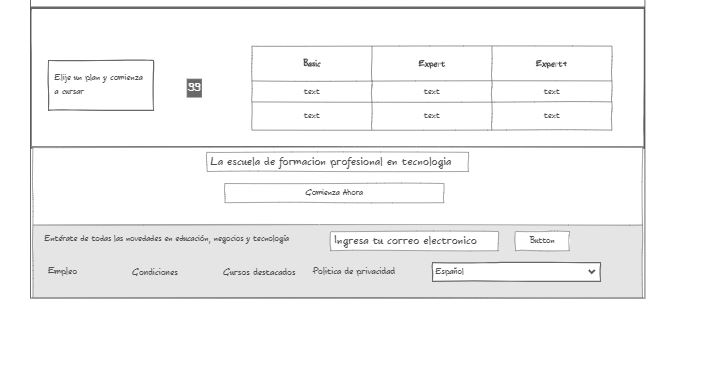 Basic Expert Expert+
Elije un plan y comienza
a cursar
99
text text text
text text text
La escuela de formacion profesional en tecnologia
Comienza Ahora
Entérate de todas las novedades en educación, negocios y tecnología
Ingresa tu correo electronico
Button
Empleo Condiciones Cursos destacados Politica de privacidad Español